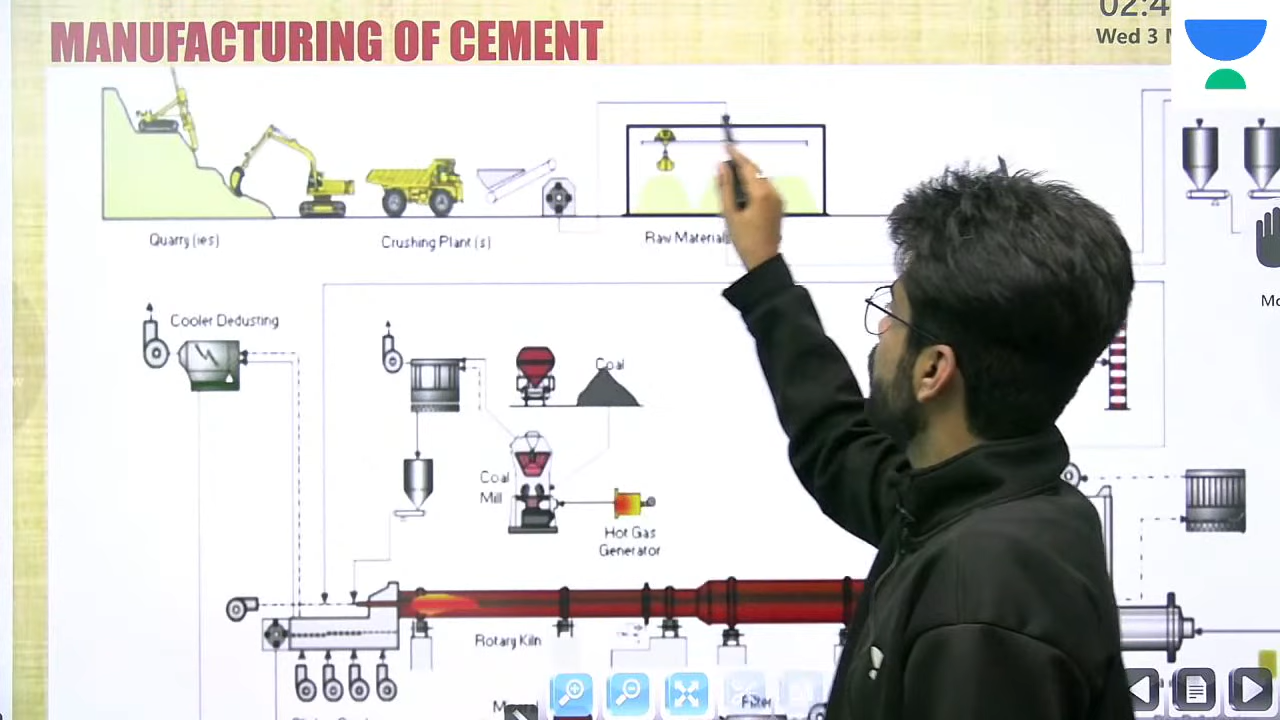 MANUFACTURING OF CEMENT
02:4
Wed 3
Quarry (ies)
Crushing Plant (s)
Raw Materials
Cooler Dedusting
Coal
Coal
Mill
Hot Gas
Generator
Rotary Kiln
Filter